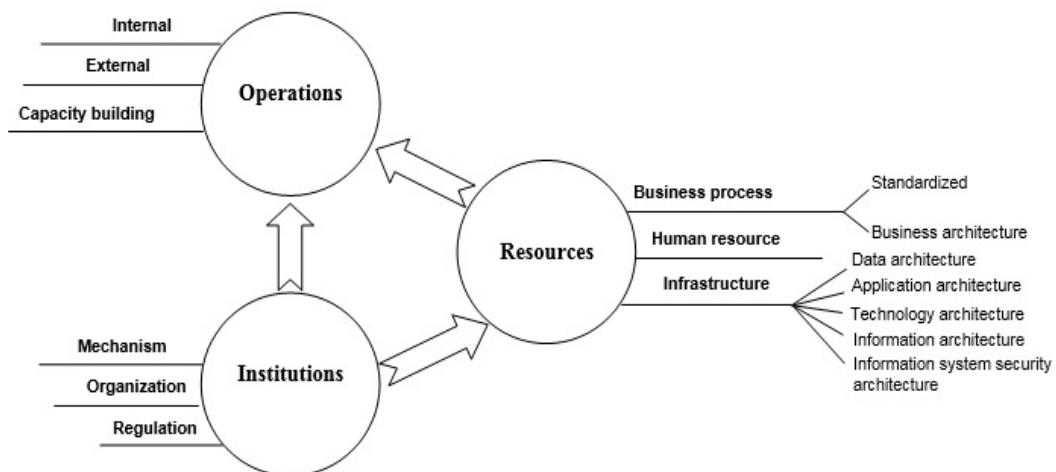 Internal
External
Capacity building
Operations
Business process
Standardized
Business architecture
Human resource
Resources
Infrastructure
Data architecture
Application architecture
Technology architecture
Information architecture
Information system security
architecture
Mechanism
Organization
Regulation
Institutions